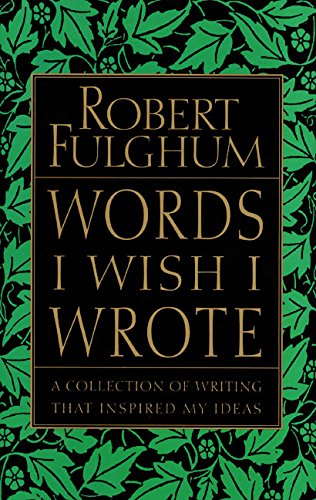 ROBERT
FULGHUM
WORDS
I WISH I
WROTE
A COLLECTION OF WRITING
THAT INSPIRED MY IDEAS